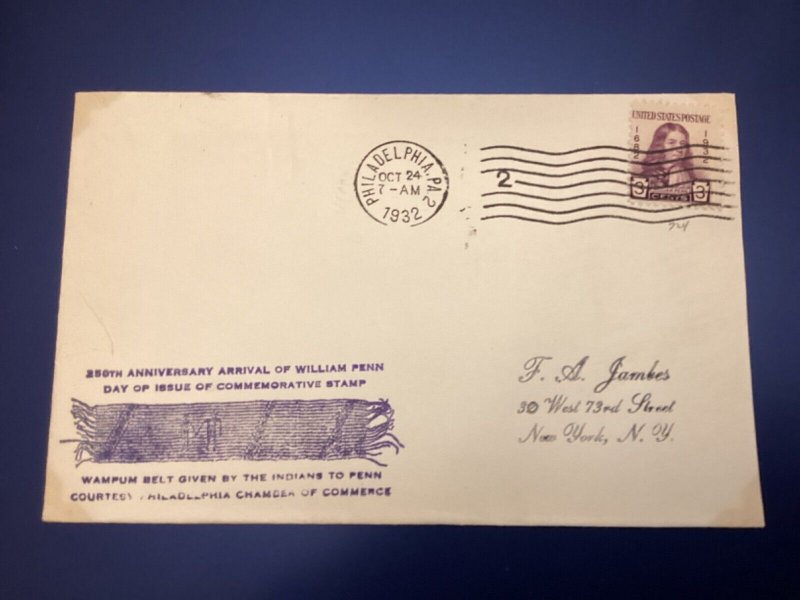 PHILADELPHIA, PA. 2
OCT 24
7-AM
1932
2
UNITED STATES POSTAGE
1682
1932
3 CENTS 3
724
250TH ANNIVERSARY ARRIVAL OF WILLIAM PENN
DAY OF ISSUE OF COMMEMORATIVE STAMP
WAMPUM BELT GIVEN BY THE INDIANS TO PENN
COURTESY PHILADELPHIA CHAMBER OF COMMERCE
F. A. Jambes
30 West 73rd Street
New York, N. Y.